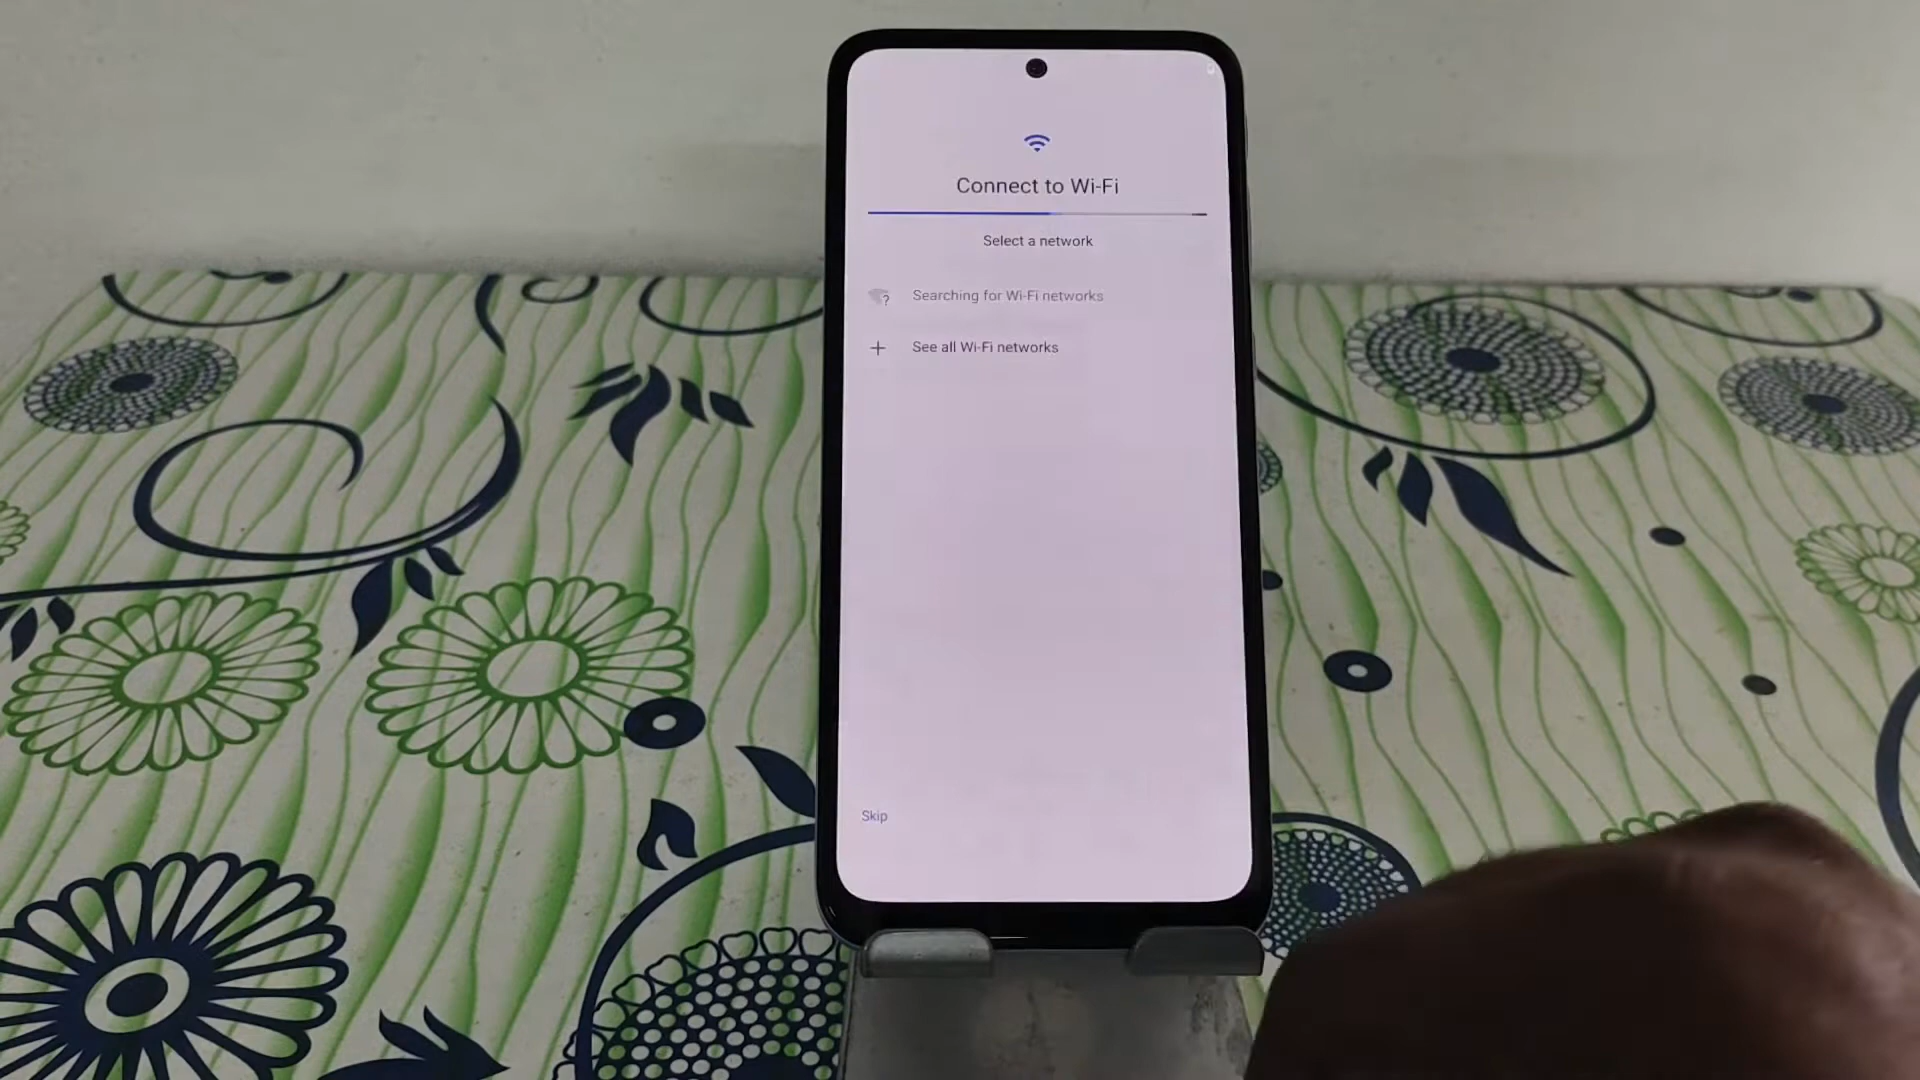 Connect to Wi-Fi
Select a network
Searching for Wi-Fi networks
See all Wi-Fi networks
Skip